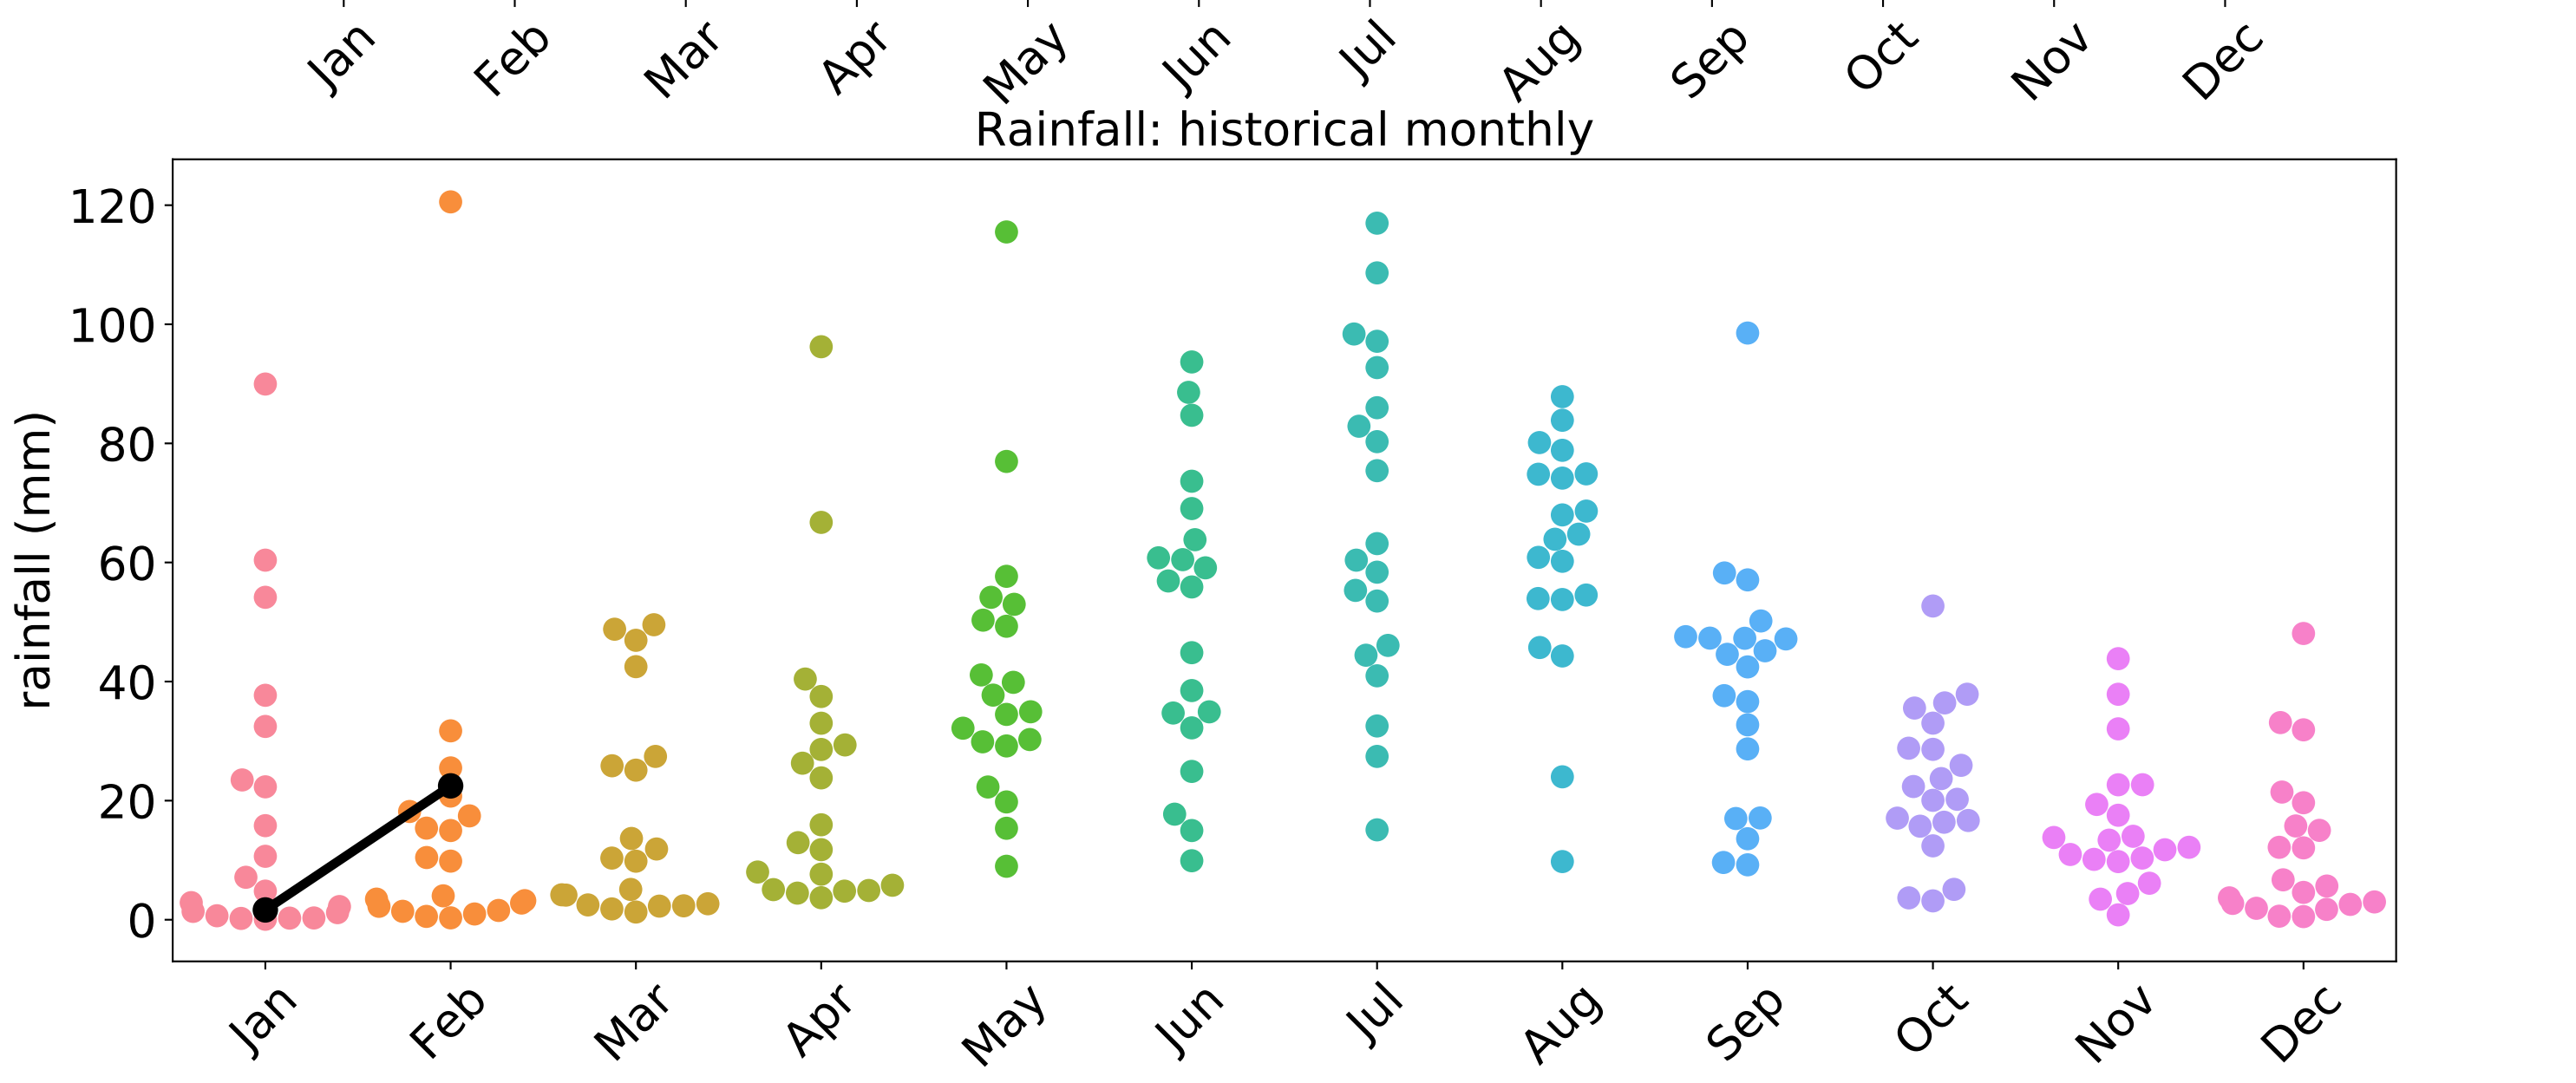 Jan Feb Mar Apr May Jun Jul Aug Sep Oct Nov Dec
Rainfall: historical monthly
120
100
80
60
40
20
0
rainfall (mm)
Jan Feb Mar Apr May Jun Jul Aug Sep Oct Nov Dec